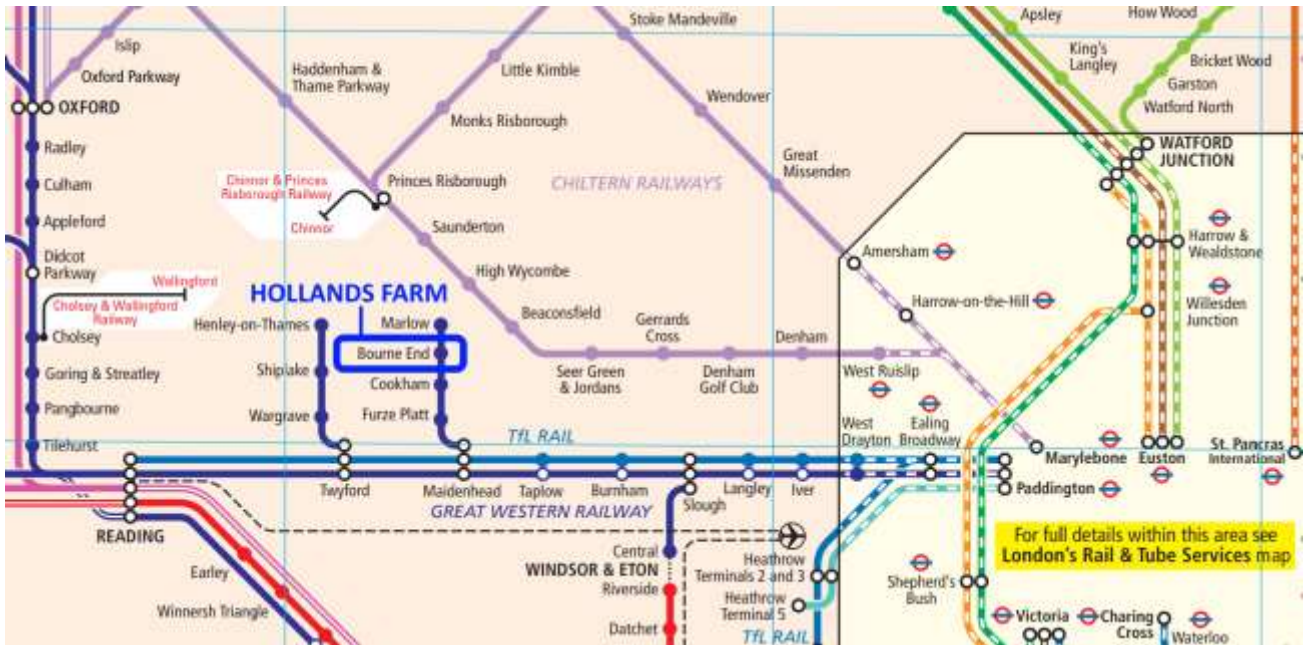 Islip
Oxford Parkway
OXFORD
Radley
Culham
Appleford
Didcot
Parkway
Wallingford
Cholsey & Wallingford
Railway
Cholsey
Goring & Streatley
Pangbourne
Tilehurst
READING
Earley
Winnersh Triangle
Haddenham &
Thame Parkway
Little Kimble
Monks Risborough
Stoke Mandeville
Wendover
Great
Missenden
Chinnor & Princes
Risborough Railway
Chinnor
Princes Risborough
CHILTERN RAILWAYS
Saunderton
High Wycombe
Beaconsfield
HOLLANDS FARM
Henley-on-Thames
Shiplake
Wargrave
Marlow
Bourne End
Cookham
Furze Platt
Seer Green
& Jordans
Gerrards
Cross
Denham
Golf Club
Denham
West Ruislip
TfL RAIL
Twyford
Maidenhead
Taplow
Burnham
Slough
Langley
Iver
West
Drayton
Ealing
Broadway
GREAT WESTERN RAILWAY
Central
WINDSOR & ETON
Riverside
Datchet
Heathrow
Terminals 2 and 3
Heathrow
Terminal 5
TfL RAIL
Apsley
King's
Langley
How Wood
Bricket Wood
Garston
Watford North
WATFORD
JUNCTION
Amersham
Harrow-on-the-Hill
Harrow &
Wealdstone
Willesden
Junction
Marylebone
Euston
St. Pancras
International
Paddington
For full details within this area see
London's Rail & Tube Services map
Shepherd's
Bush
Victoria
Charing
Cross
Waterloo